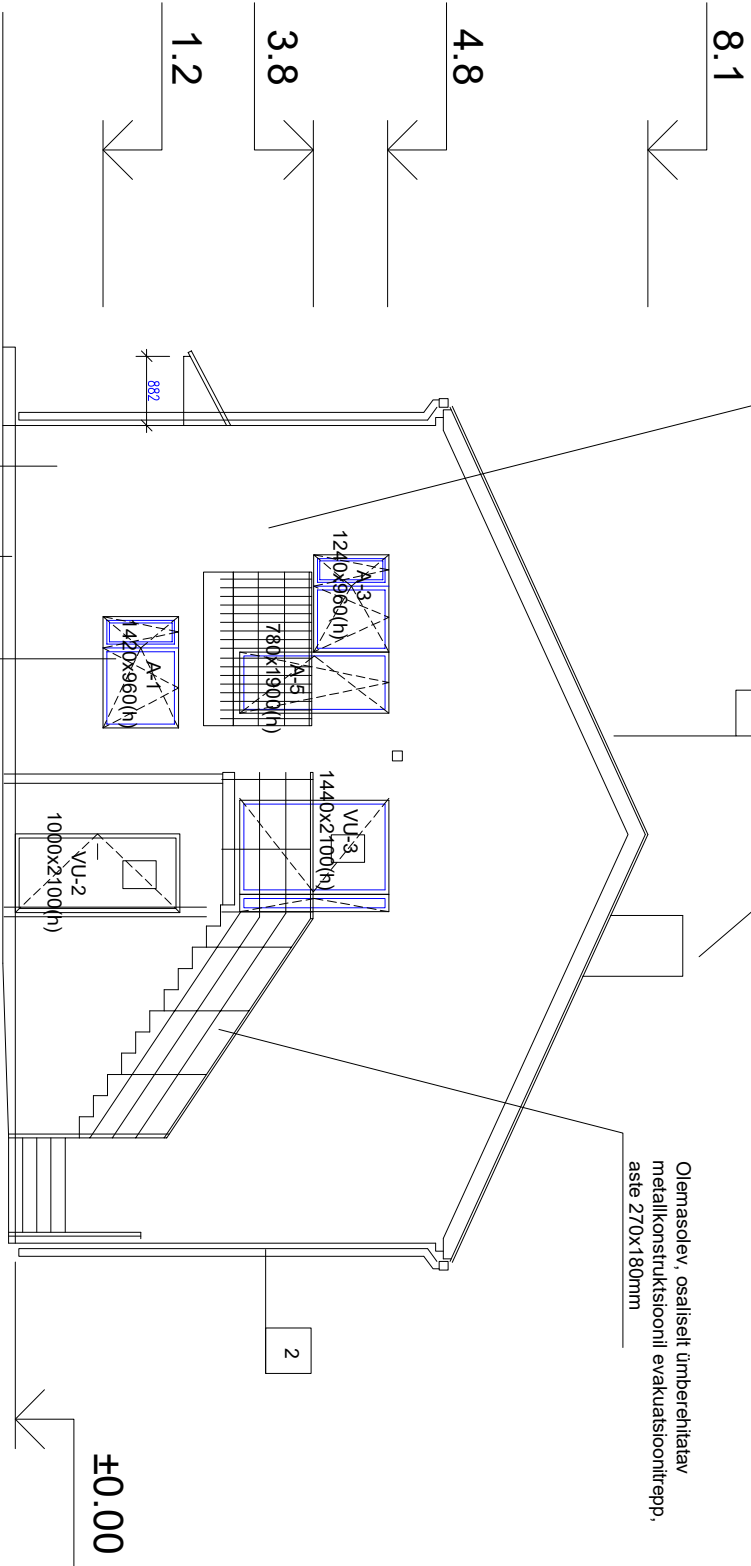 8.1
4.8
3.8
1.2
882
A-3
1240x960(h)
A-5
780x1900(h)
A-1
1420x960(h)
VU-3
1440x2100(h)
VU-2
1000x2100(h)
Olemasolev, osaliselt ümberehitatav
metallkonstruktsioonil evakuatsioonitrepp,
aste 270x180mm
2
±0.00